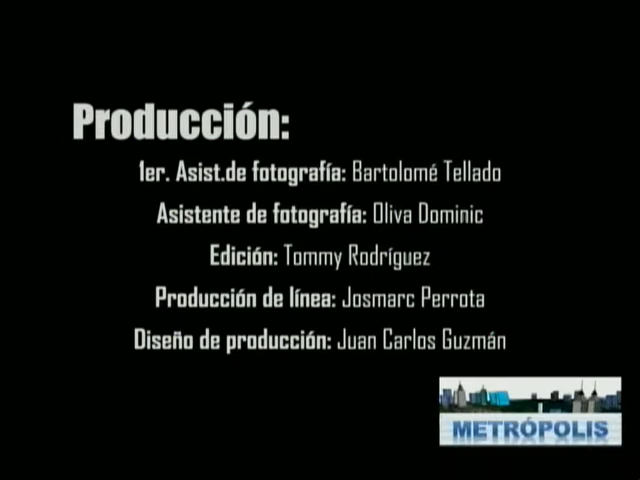 Producción:
1er. Asist.de fotografía: Bartolomé Tellado
Asistente de fotografía: Oliva Dominic
Edición: Tommy Rodríguez
Producción de línea: Josmarc Perrota
Diseño de producción: Juan Carlos Guzmán
METRÓPOLIS